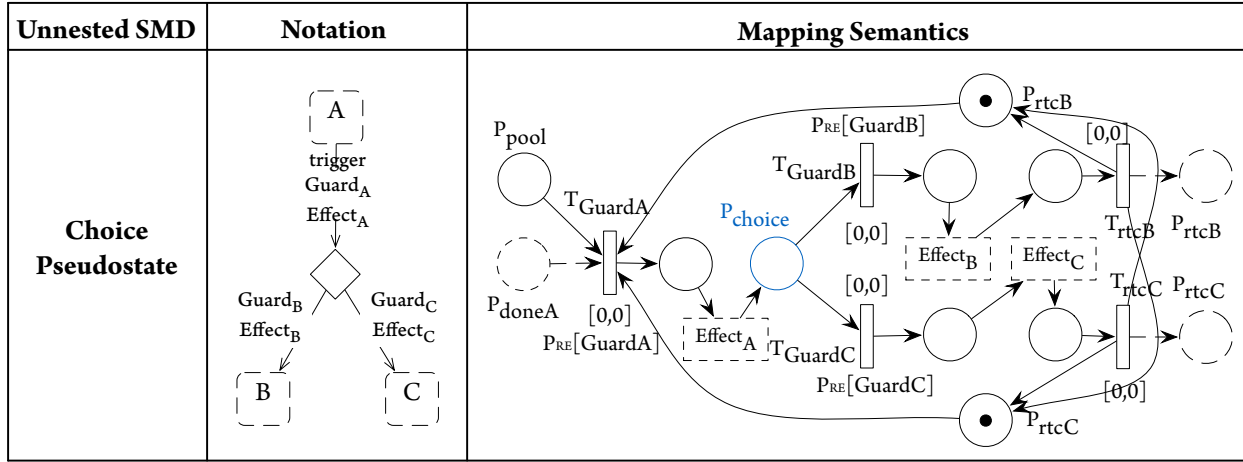 Unnested SMD
Notation
Mapping Semantics
Choice
Pseudostate
A
trigger
GuardA
EffectA
GuardB
EffectB
GuardC
EffectC
B
C
Ppool
PdoneA
TGuardA
[0,0]
PRE[GuardA]
EffectA
Pchoice
PRE[GuardB]
TGuardB
[0,0]
[0,0]
TGuardC
PRE[GuardC]
EffectB
EffectC
PrtcB
[0,0]
TrtcB
PrtcB
TrtcC
PrtcC
[0,0]
PrtcC